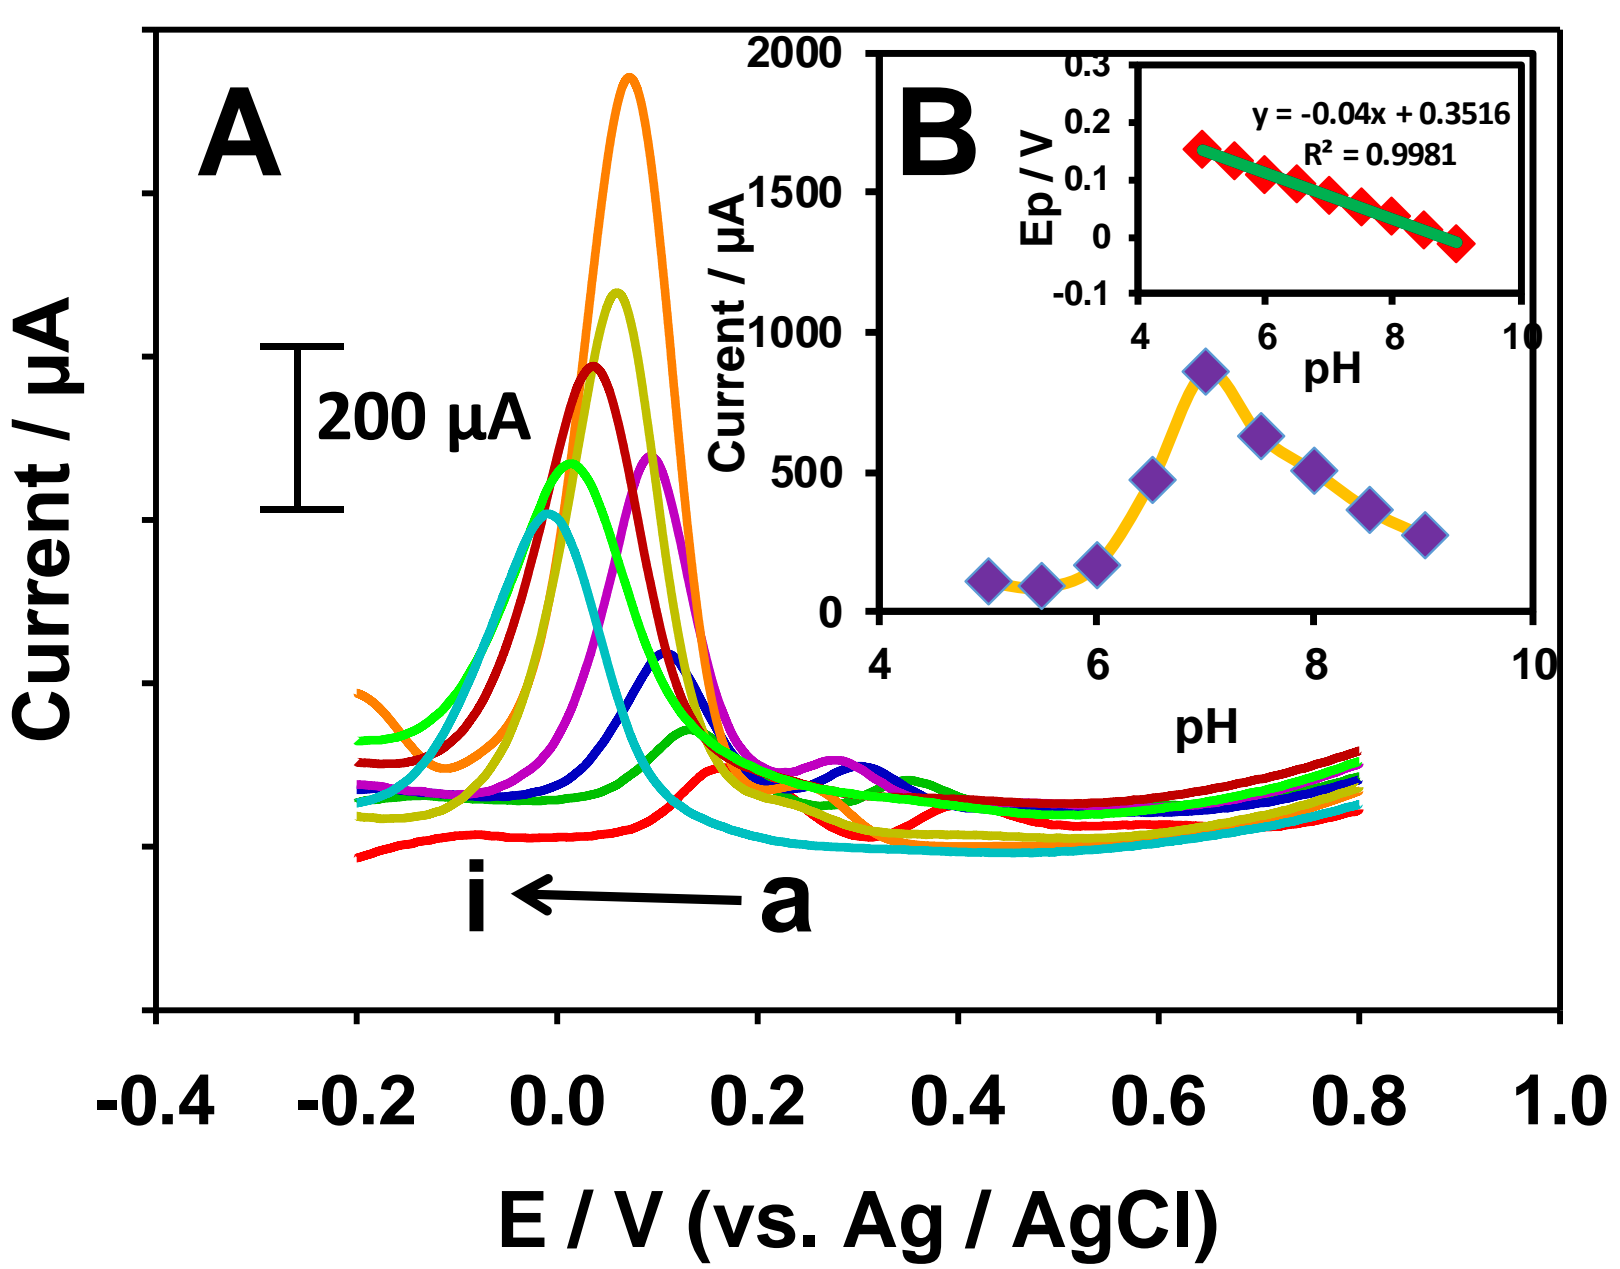 A
Current / µA
200 µA
i
a
-0.4 -0.2 0.0 0.2 0.4 0.6 0.8 1.0
E / V (vs. Ag / AgCl)
B
Current / µA
2000
1500
1000
500
0
4 6 8 10
pH
Ep / V
0.3
0.2
0.1
0
-0.1
y = -0.04x + 0.3516
R² = 0.9981
4 6 8 10
pH